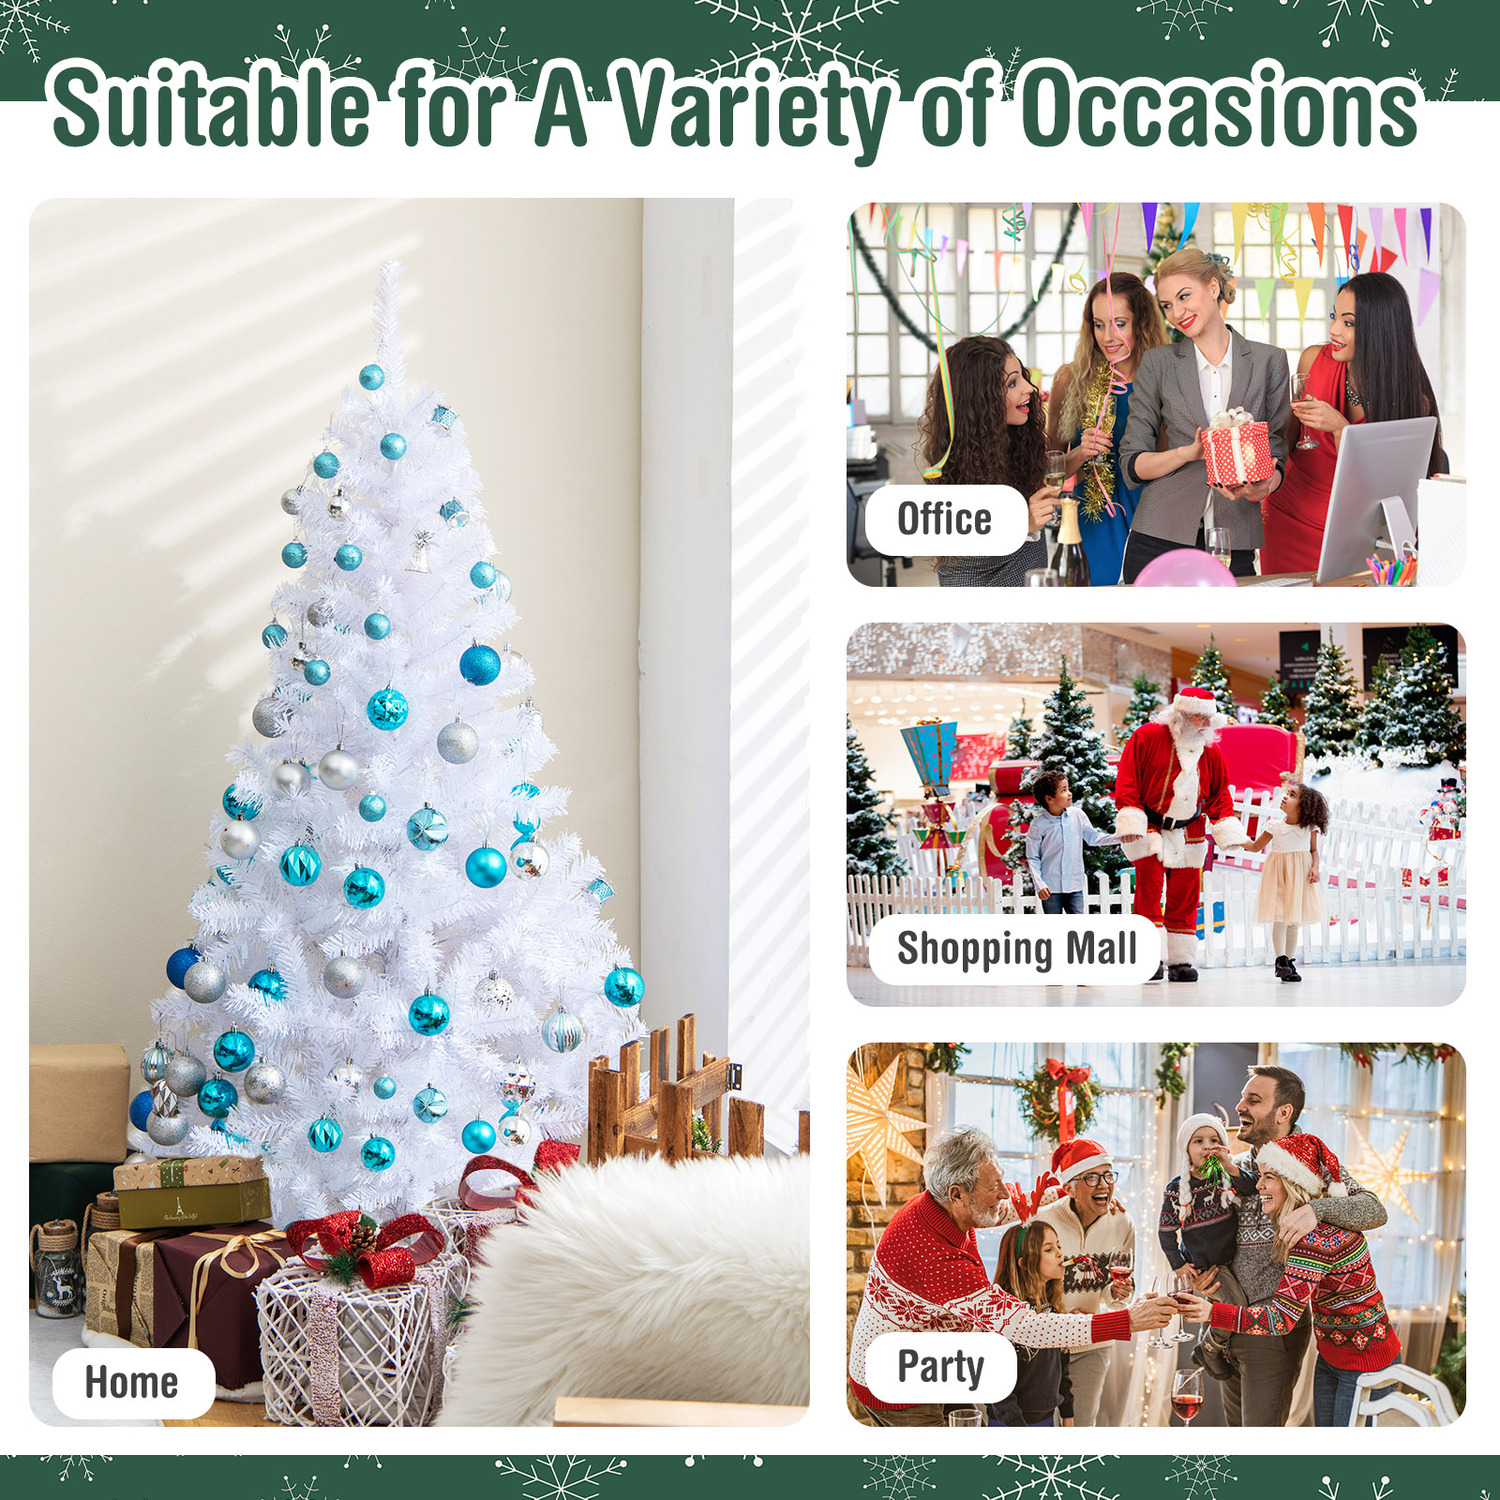 Suitable for A Variety of Occasions
Office
Shopping Mall
Home
Party